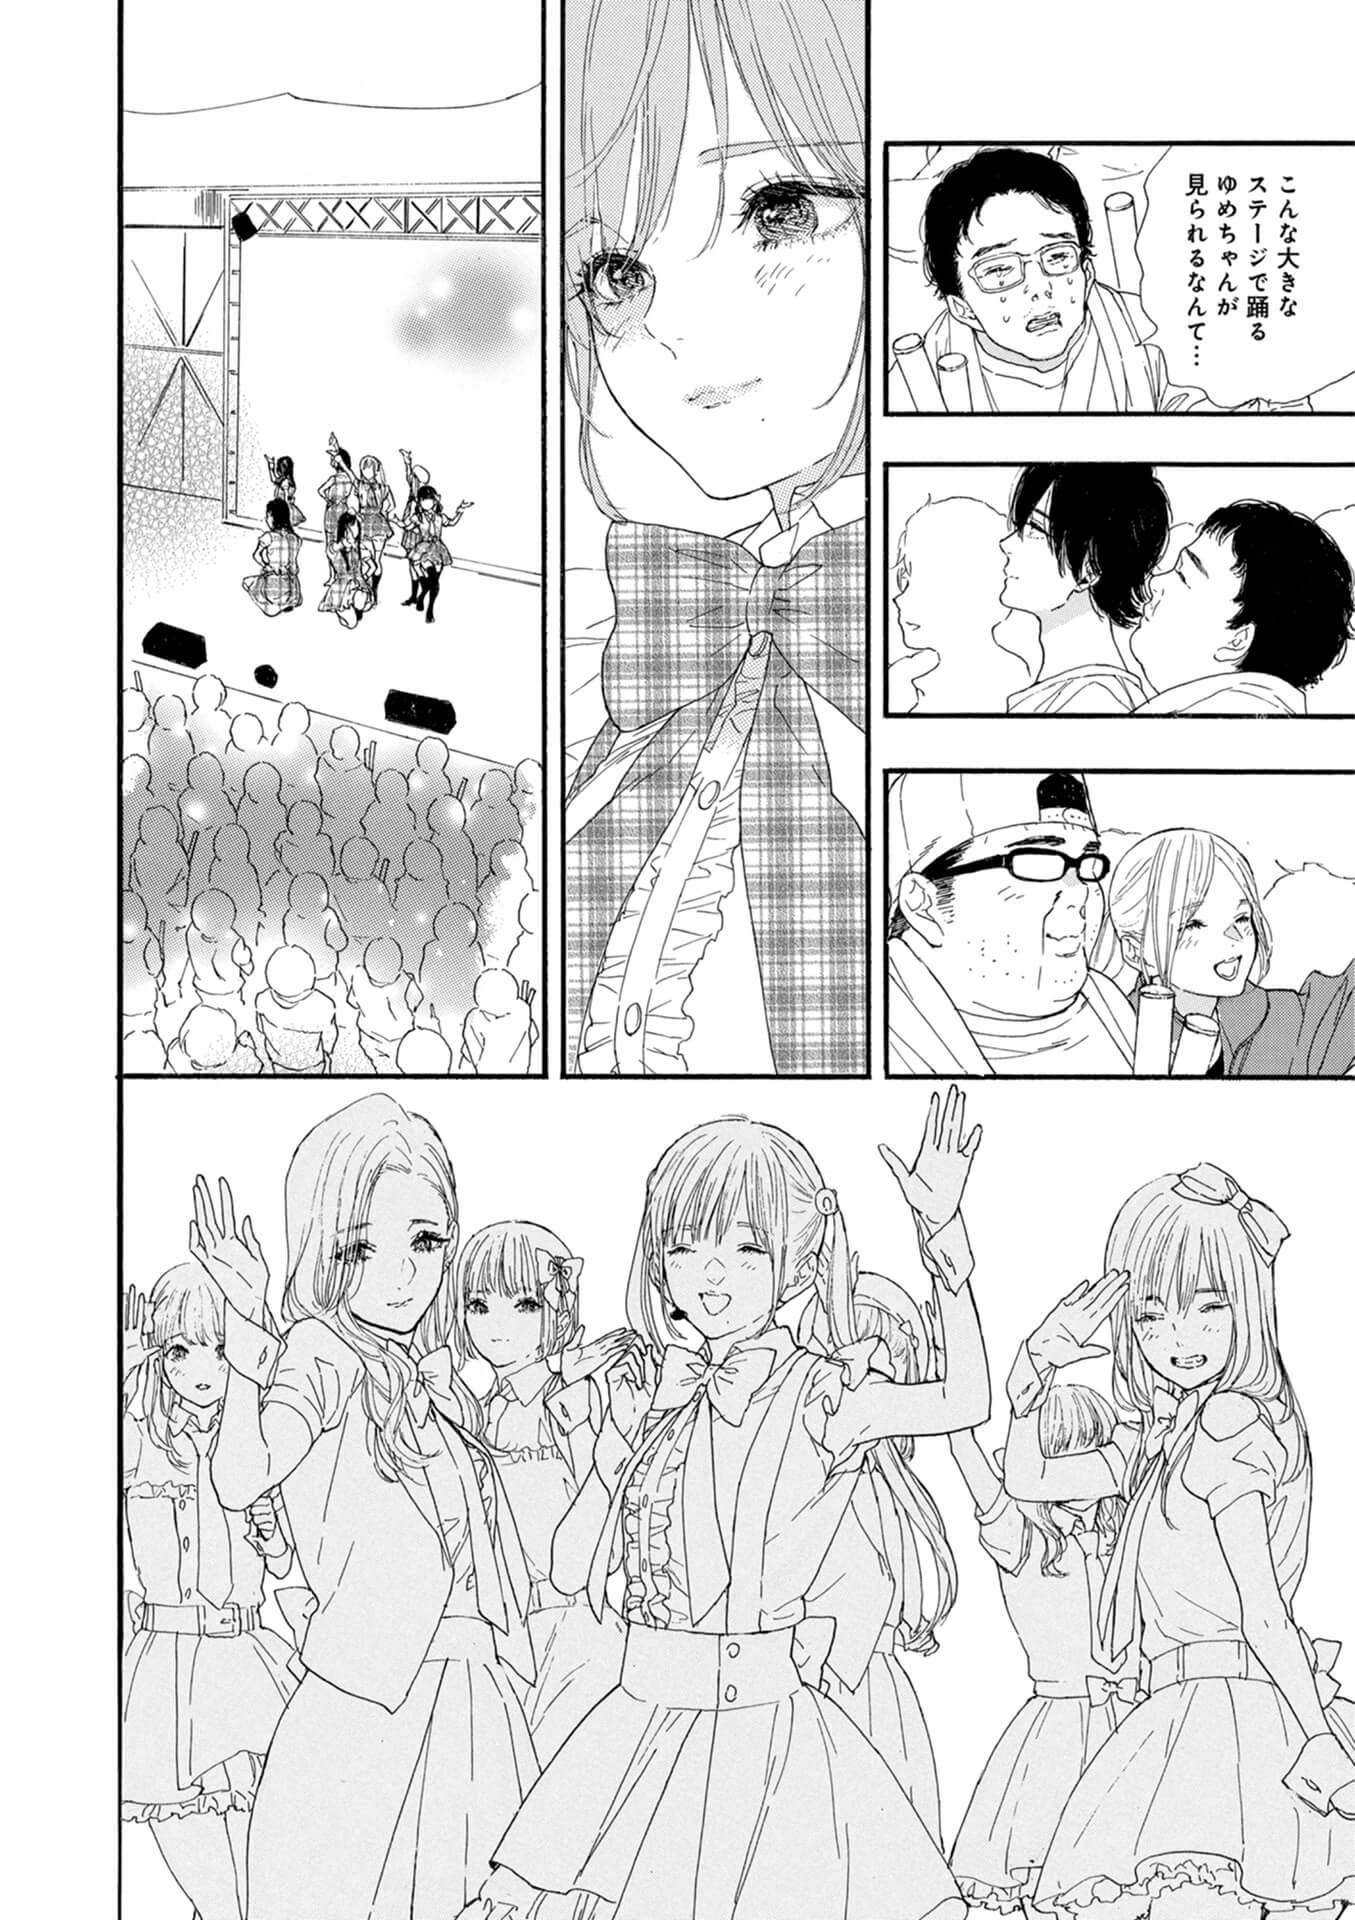 こんな大きな
ステージで踊る
ゆめちゃんが
見られるなんて…